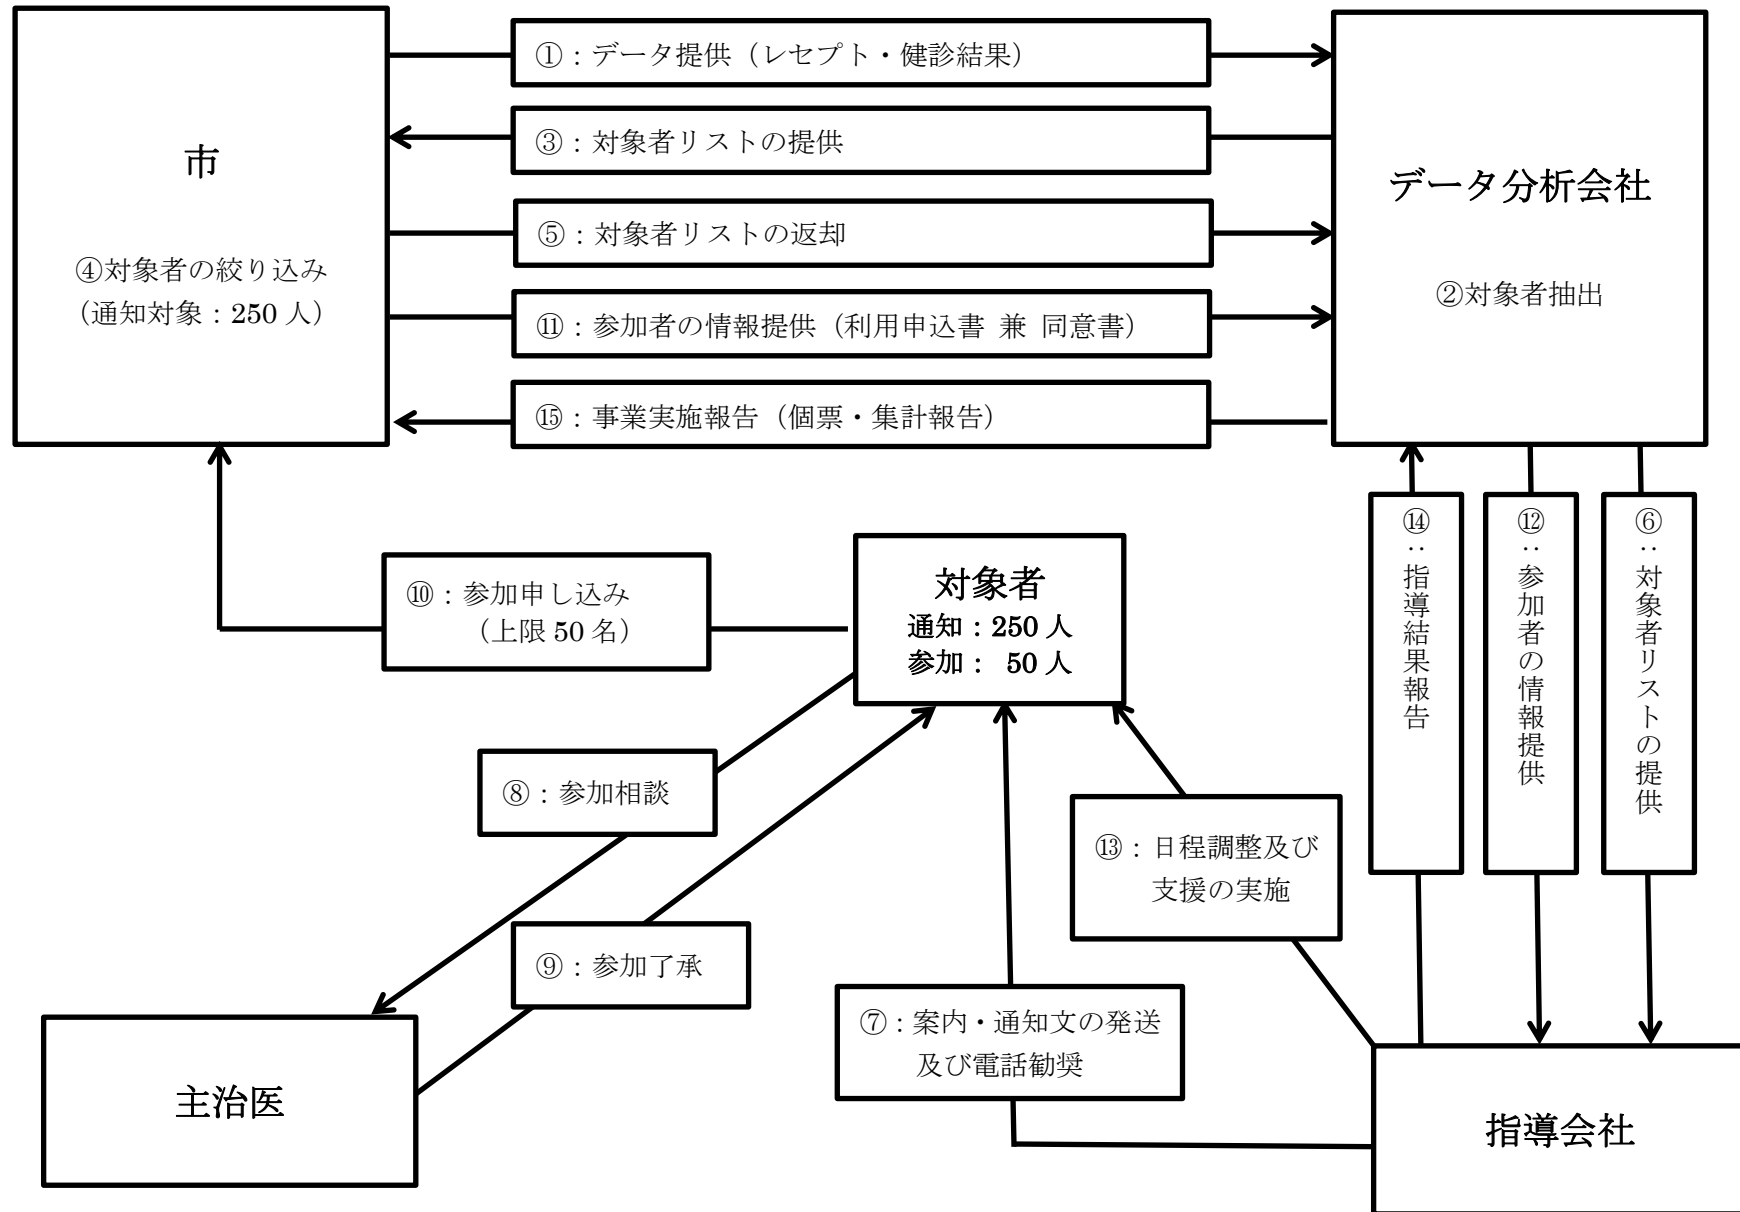 ①：データ提供（レセプト・健診結果）
③：対象者リストの提供
市
データ分析会社
⑤：対象者リストの返却
④対象者の絞り込み
（通知対象：250 人）
②対象者抽出
⑪：参加者の情報提供（利用申込書 兼 同意書）
⑮：事業実施報告（個票・集計報告）
⑭：指導結果報告
⑫：参加者の情報提供
⑥：対象者リストの提供
⑩：参加申し込み
（上限 50 名）
対象者
通知：250 人
参加： 50 人
⑧：参加相談
⑬：日程調整及び
支援の実施
⑨：参加了承
⑦：案内・通知文の発送
及び電話勧奨
主治医
指導会社